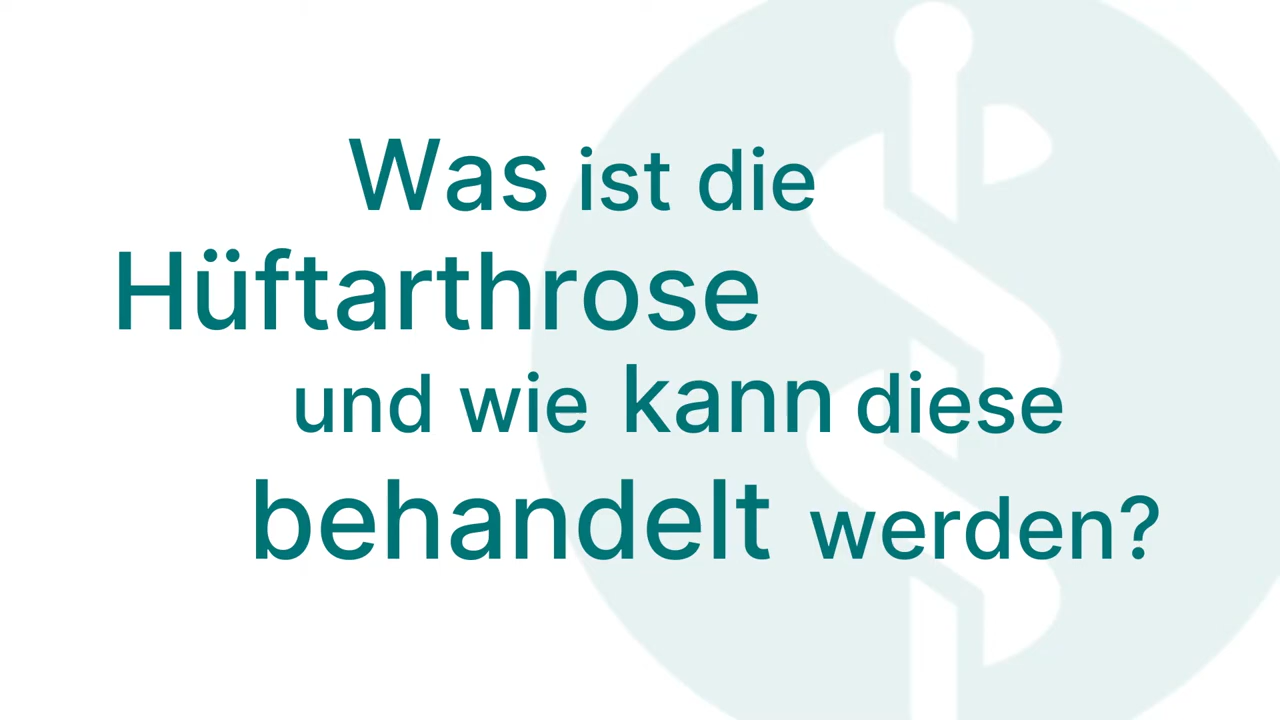 Was ist die
Hüftarthrose
und wie kann diese
behandelt werden?